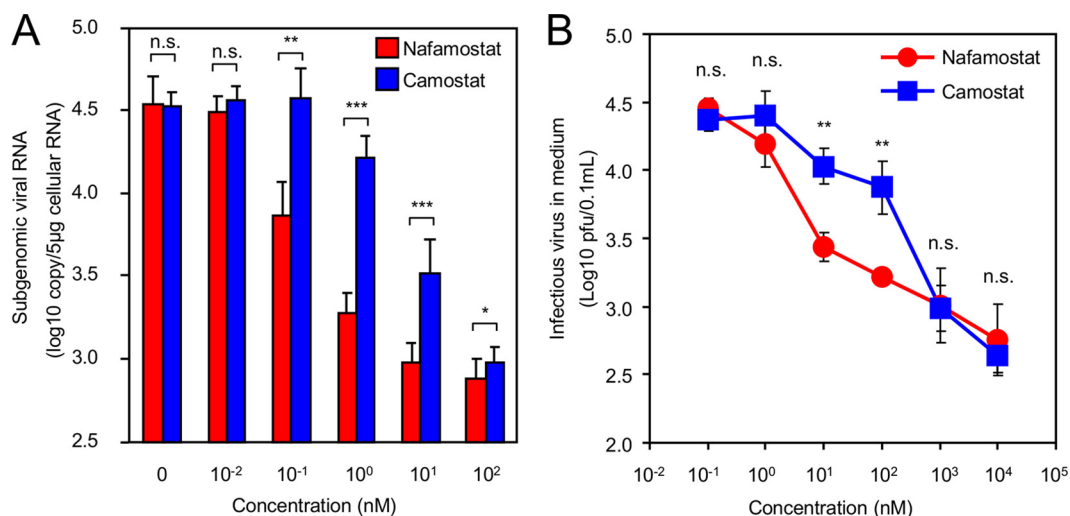 A
Subgenomic viral RNA
(log10 copy/5µg cellular RNA)
5.0
4.5
4.0
3.5
3.0
2.5
n.s.
n.s.
**
***
***
*
Nafamostat
Camostat
0
10⁻²
10⁻¹
10⁰
10¹
10²
Concentration (nM)
B
Infectious virus in medium
(Log10 pfu/0.1mL)
5.0
4.5
4.0
3.5
3.0
2.5
2.0
n.s.
n.s.
**
**
n.s.
n.s.
Nafamostat
Camostat
10⁻²
10⁻¹
10⁰
10¹
10²
10³
10⁴
10⁵
Concentration (nM)